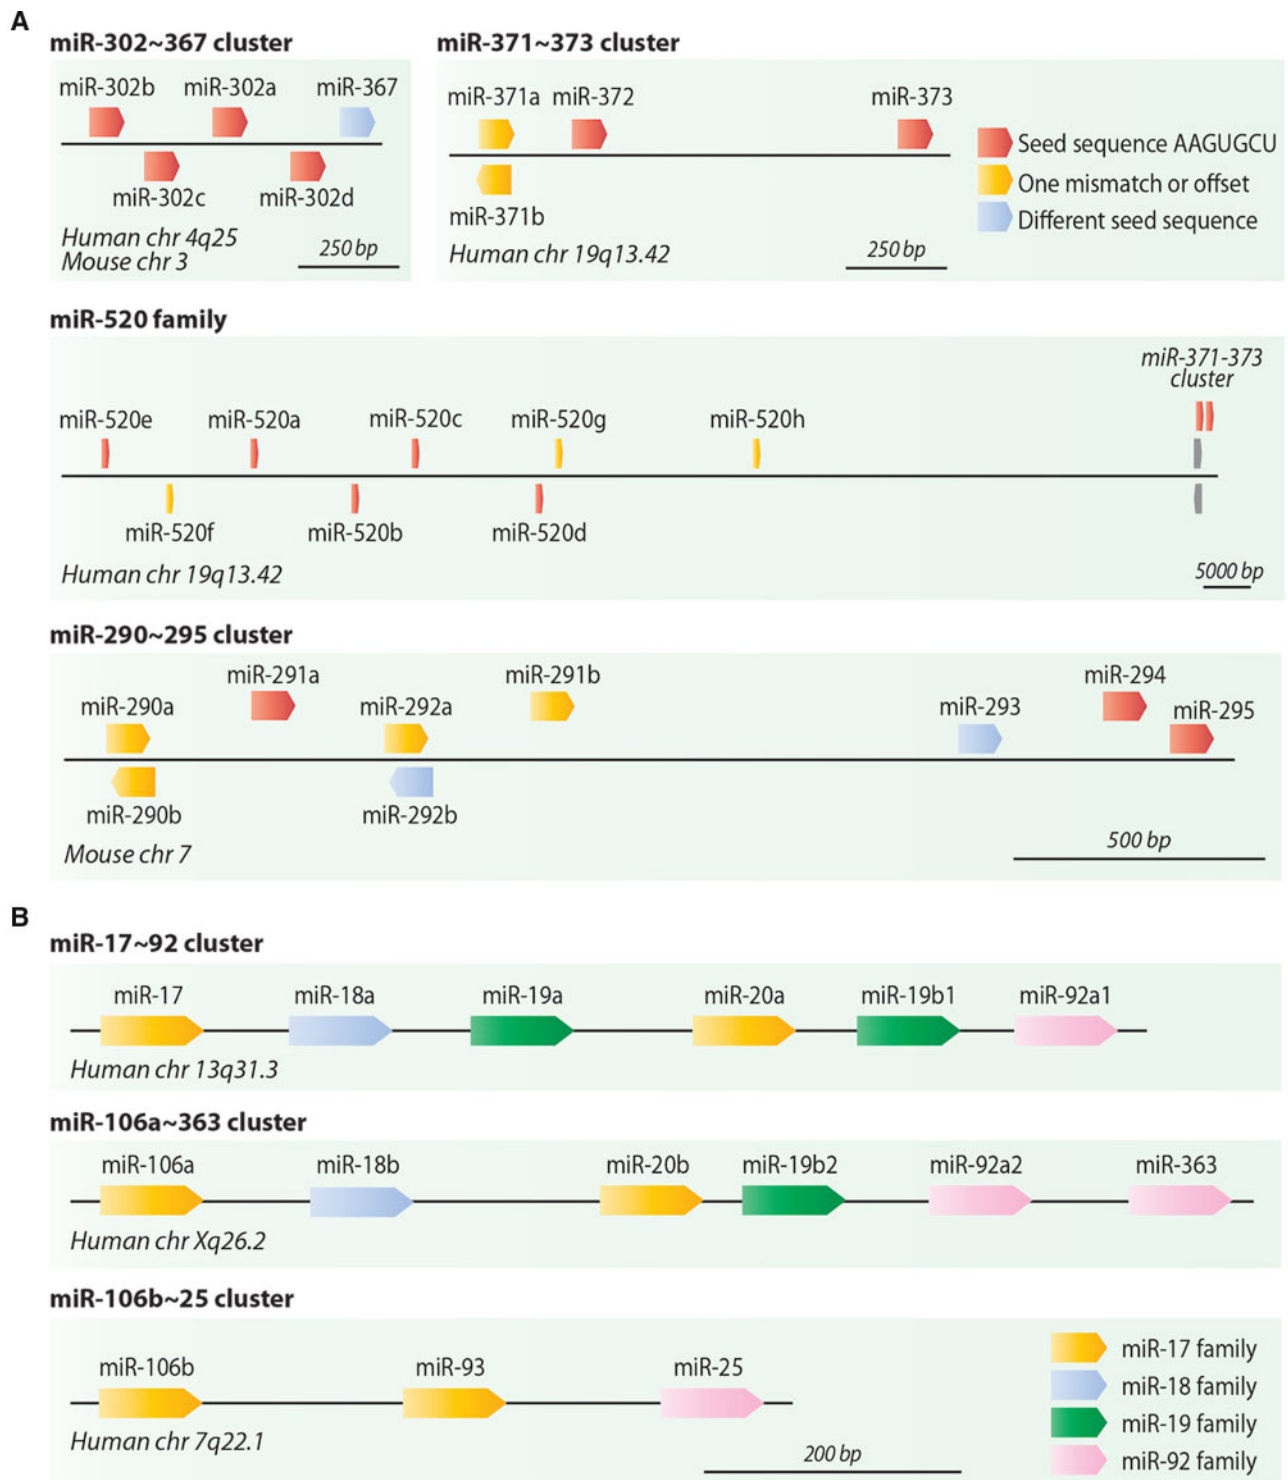 A
miR-302~367 cluster
miR-302b miR-302a miR-367
miR-302c miR-302d
Human chr 4q25
Mouse chr 3
250 bp
miR-371~373 cluster
miR-371a miR-372 miR-373
miR-371b
Human chr 19q13.42
250 bp
Seed sequence AAGUGCU
One mismatch or offset
Different seed sequence
miR-520 family
miR-371-373
cluster
miR-520e miR-520a miR-520c miR-520g miR-520h
miR-520f miR-520b miR-520d
Human chr 19q13.42
5000 bp
miR-290~295 cluster
miR-291a miR-291b miR-294
miR-290a miR-292a miR-293 miR-295
miR-290b miR-292b
Mouse chr 7
500 bp
B
miR-17~92 cluster
miR-17 miR-18a miR-19a miR-20a miR-19b1 miR-92a1
Human chr 13q31.3
miR-106a~363 cluster
miR-106a miR-18b miR-20b miR-19b2 miR-92a2 miR-363
Human chr Xq26.2
miR-106b~25 cluster
miR-106b miR-93 miR-25
Human chr 7q22.1
200 bp
miR-17 family
miR-18 family
miR-19 family
miR-92 family